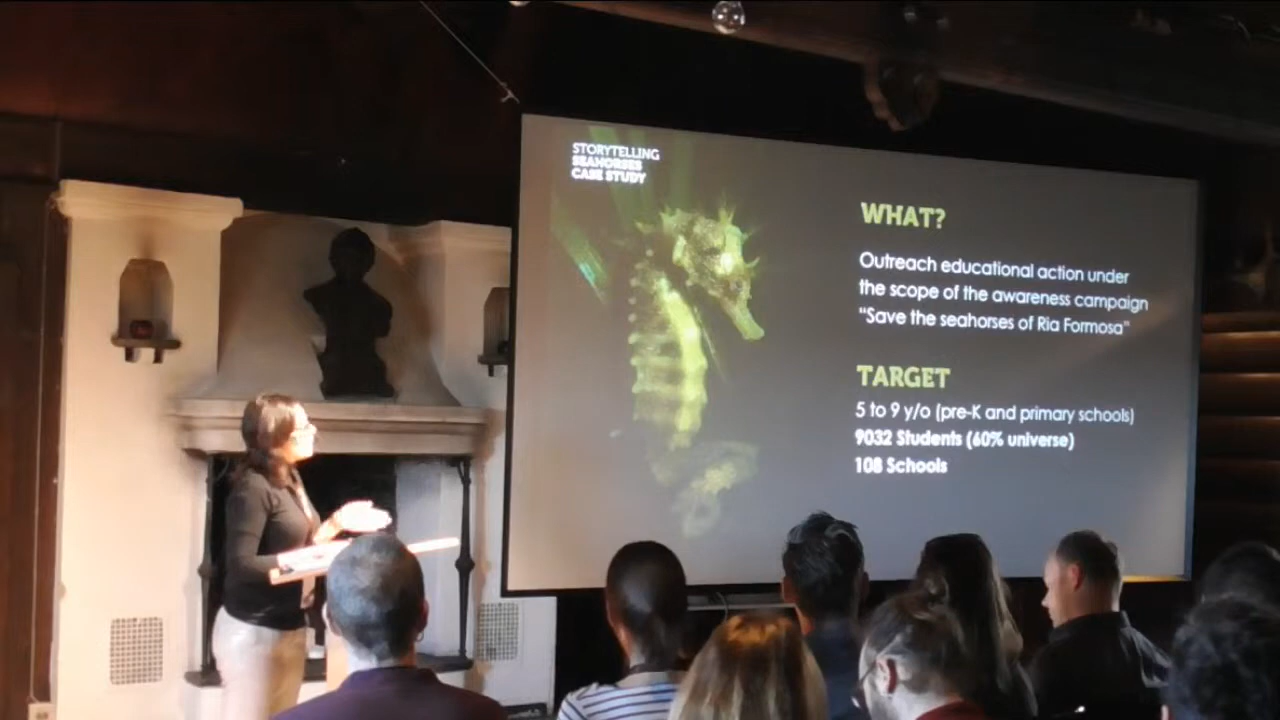 STORYTELLING
SEAHORSES
CASE STUDY
WHAT?
Outreach educational action under
the scope of the awareness campaign
"Save the seahorses of Ria Formosa"
TARGET
5 to 9 y/o (pre-K and primary schools)
9032 Students (60% universe)
108 Schools